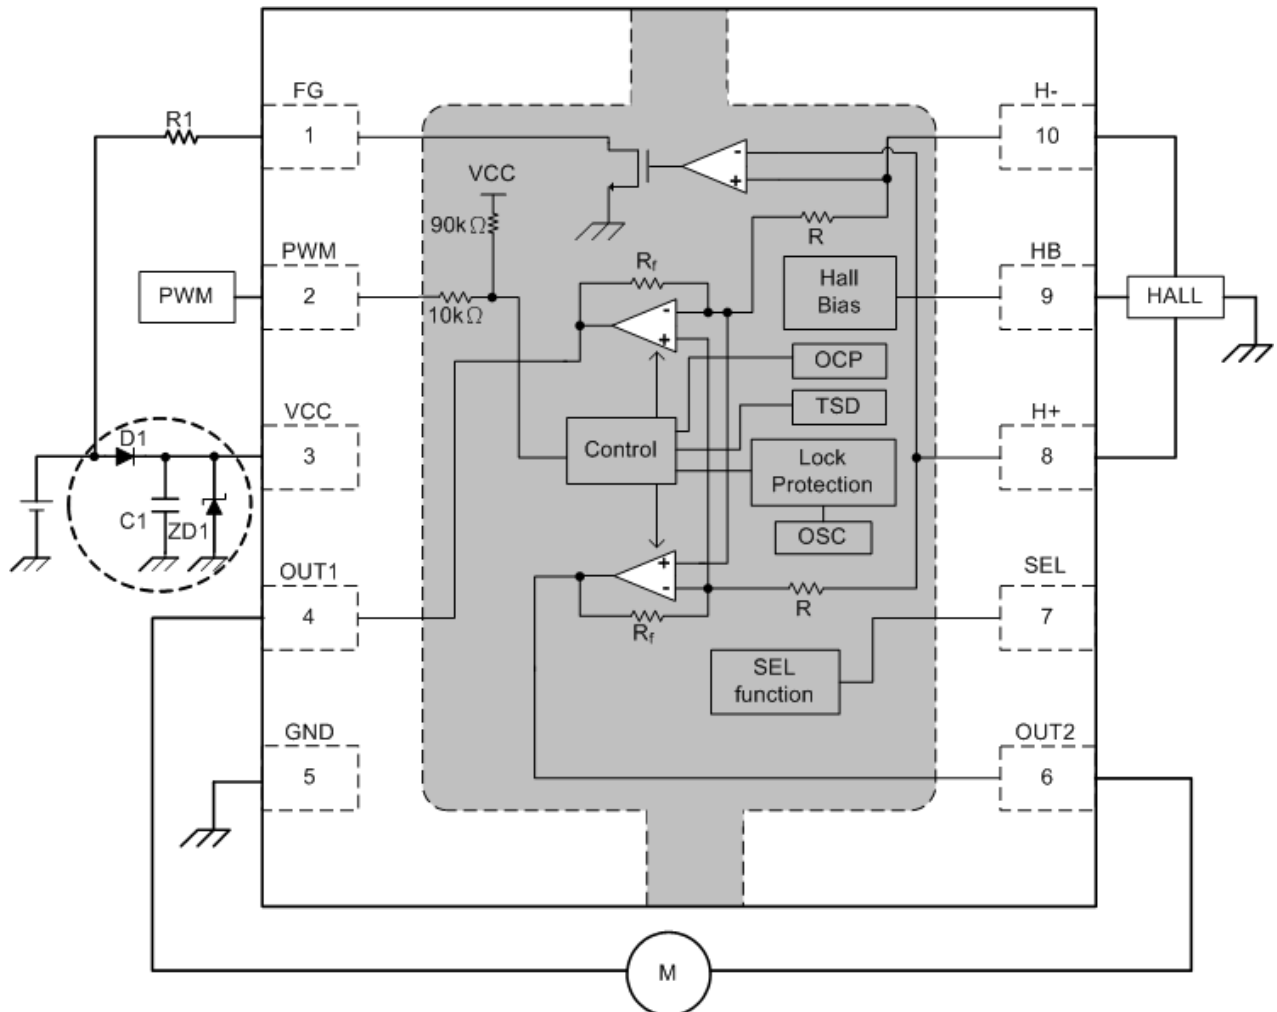 FG
H-
R1
1
10
VCC
-
+
90kΩ
R
PWM
HB
Rf
Hall
Bias
PWM
2
9
HALL
10kΩ
-
+
OCP
TSD
VCC
H+
D1
Control
Lock
Protection
3
8
C1
ZD1
OSC
OUT1
SEL
+
-
4
R
7
Rf
SEL
function
GND
OUT2
5
6
M